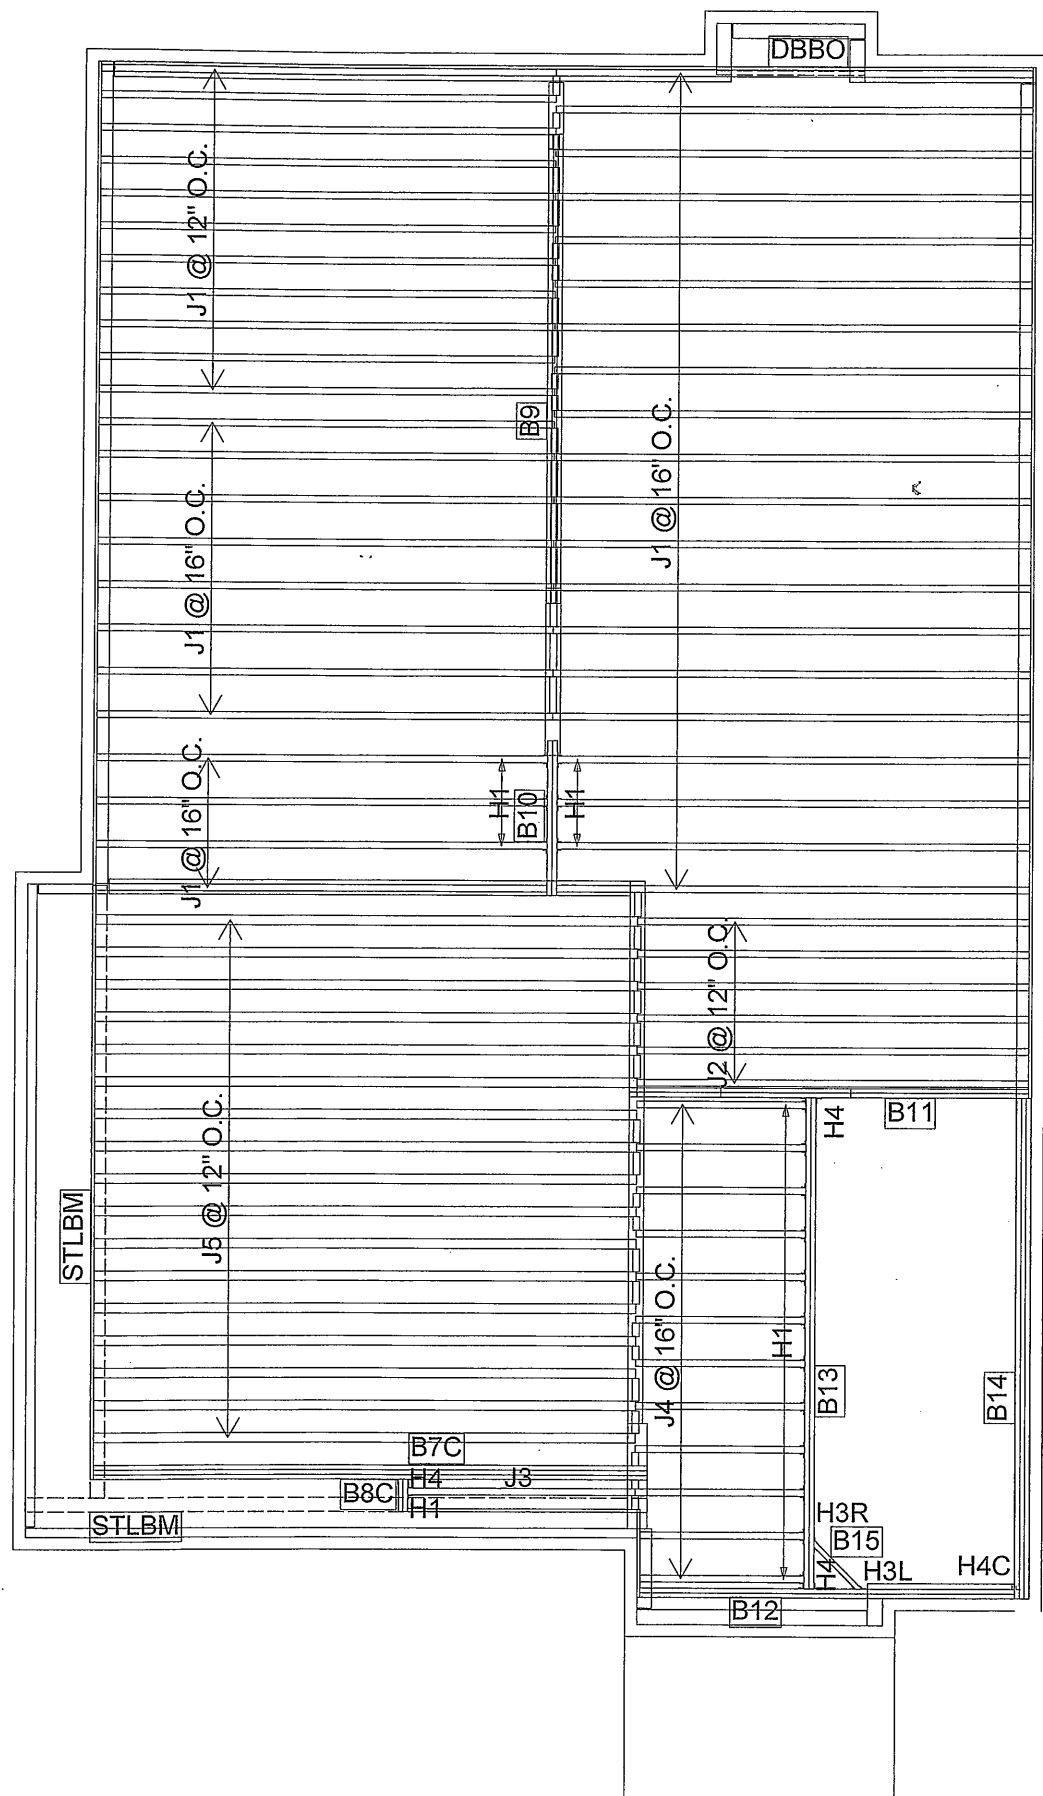 DBBO
J1 @ 12" O.C.
B9
J1 @ 16" O.C.
J1 @ 16" O.C.
J1 @ 16" O.C.
H1
B10
H1
J2 @ 12" O.C.
STLBM
J5 @ 12" O.C.
H4
B11
J4 @ 16" O.C.
H1
B13
B14
B7C
H4
J3
B8C
H1
STLBM
H3R
B15
H4
H3L
H4C
B12